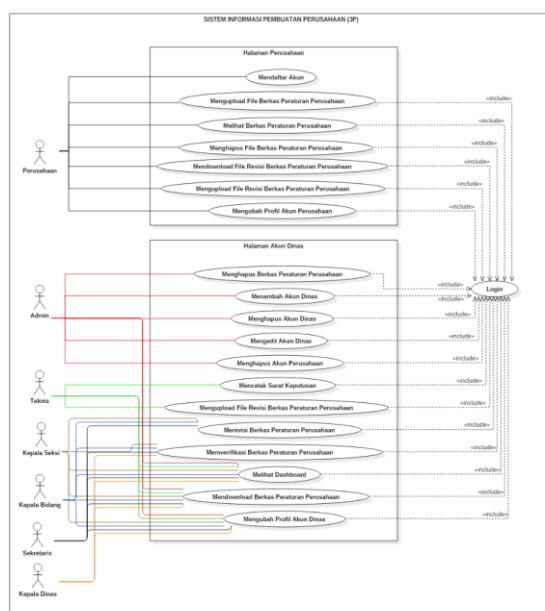 SISTEM INFORMASI PEMBUATAN PERUSAHAAN (3P)
Halaman Perusahaan
Mendaftar Akun
Mengupload File Berkas Peraturan Perusahaan
«include»
Melihat Berkas Peraturan Perusahaan
«include»
Perusahaan
Menghapus File Berkas Peraturan Perusahaan
«include»
Mendownload File Revisi Berkas Peraturan Perusahaan
«include»
Mengupload File Revisi Berkas Peraturan Perusahaan
«include»
Mengubah Profil Akun Perusahaan
«include»
Halaman Akun Dinas
Menghapus Berkas Peraturan Perusahaan
«include»
Login
Menambah Akun Dinas
«include»
Admin
Menghapus Akun Dinas
«include»
Mengedit Akun Dinas
«include»
Menghapus Akun Perusahaan
«include»
Teknis
Mencetak Surat Keputusan
«include»
Mengupload File Revisi Berkas Peraturan Perusahaan
«include»
Kepala Seksi
Merevisi Berkas Peraturan Perusahaan
«include»
Memverifikasi Berkas Peraturan Perusahaan
«include»
Kepala Bidang
Melihat Dashboard
«include»
Mendownload Berkas Peraturan Perusahaan
«include»
Sekretaris
Mengubah Profil Akun Dinas
«include»
Kepala Dinas